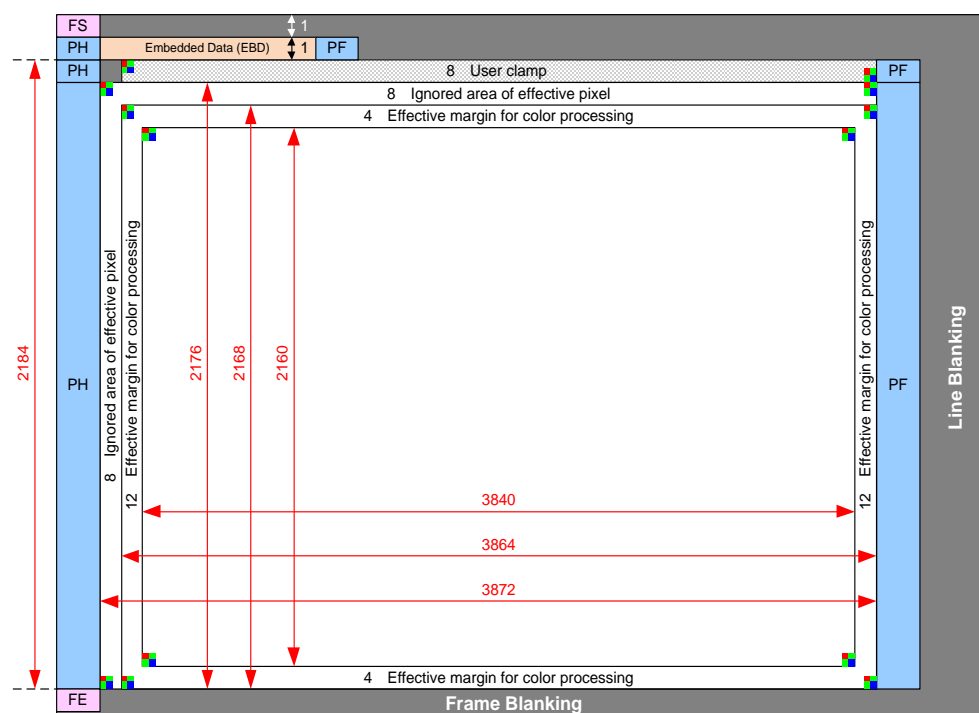 FS
1
PH
Embedded Data (EBD)
1
PF
PH
8 User clamp
PF
8 Ignored area of effective pixel
4 Effective margin for color processing
2184
PH
8 Ignored area of effective pixel
12 Effective margin for color processing
2176
2168
2160
12 Effective margin for color processing
PF
Line Blanking
3840
3864
3872
4 Effective margin for color processing
FE
Frame Blanking